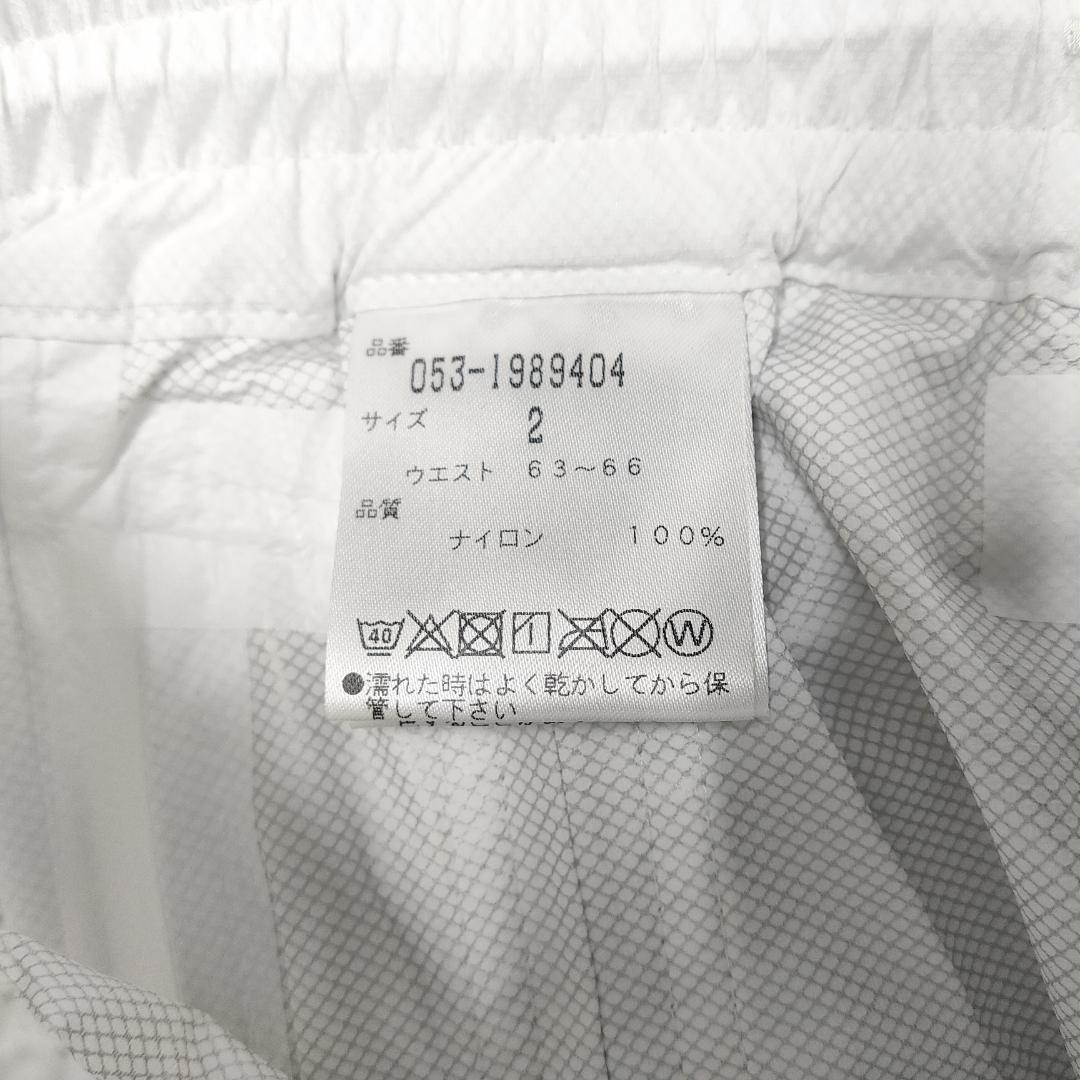 品番
053-1989404
サイズ 2
ウエスト 63～66
品質
ナイロン 100%
40 1 W
●濡れた時はよく乾かしてから保
管して下さい